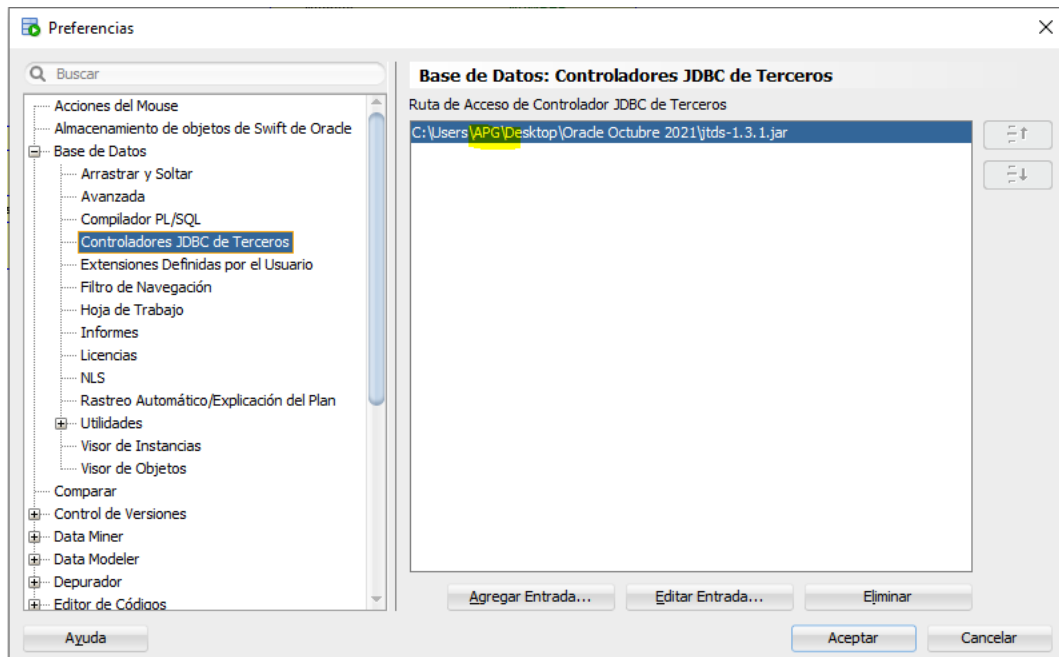 Preferencias
Buscar
Acciones del Mouse
Almacenamiento de objetos de Swift de Oracle
Base de Datos
Arrastrar y Soltar
Avanzada
Compilador PL/SQL
Controladores JDBC de Terceros
Extensiones Definidas por el Usuario
Filtro de Navegación
Hoja de Trabajo
Informes
Licencias
NLS
Rastreo Automático/Explicación del Plan
Utilidades
Visor de Instancias
Visor de Objetos
Comparar
Control de Versiones
Data Miner
Data Modeler
Depurador
Editor de Códigos
Base de Datos: Controladores JDBC de Terceros
Ruta de Acceso de Controlador JDBC de Terceros
C:\Users\APG\Desktop\Oracle Octubre 2021\jtds-1.3.1.jar
Agregar Entrada... Editar Entrada... Eliminar
Ayuda Aceptar Cancelar